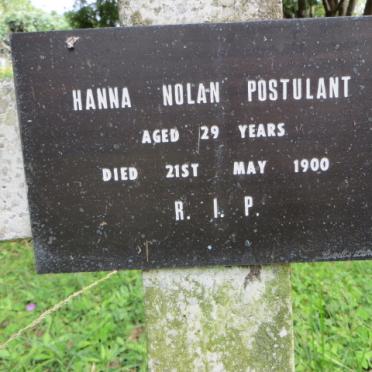 HANNA NOLAN POSTULANT
AGED 29 YEARS
DIED 21ST MAY 1900
R. I. P.